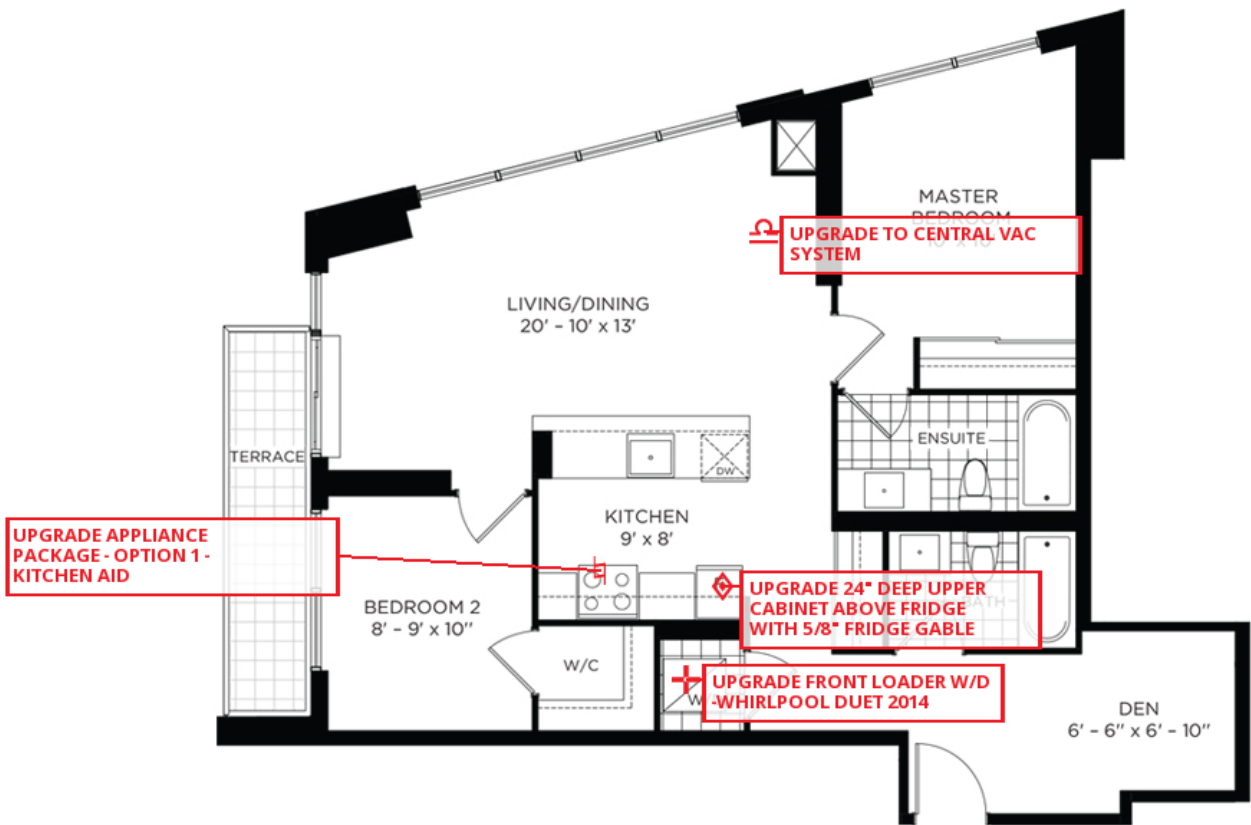 MASTER
BEDROOM
UPGRADE TO CENTRAL VAC
SYSTEM
LIVING/DINING
20' - 10' x 13'
TERRACE
ENSUITE
DW
KITCHEN
9' x 8'
UPGRADE APPLIANCE
PACKAGE - OPTION 1 -
KITCHEN AID
UPGRADE 24" DEEP UPPER
CABINET ABOVE FRIDGE
WITH 5/8" FRIDGE GABLE
BATH
BEDROOM 2
8' - 9' x 10''
W/C
UPGRADE FRONT LOADER W/D
-WHIRLPOOL DUET 2014
DEN
6' - 6'' x 6' - 10''